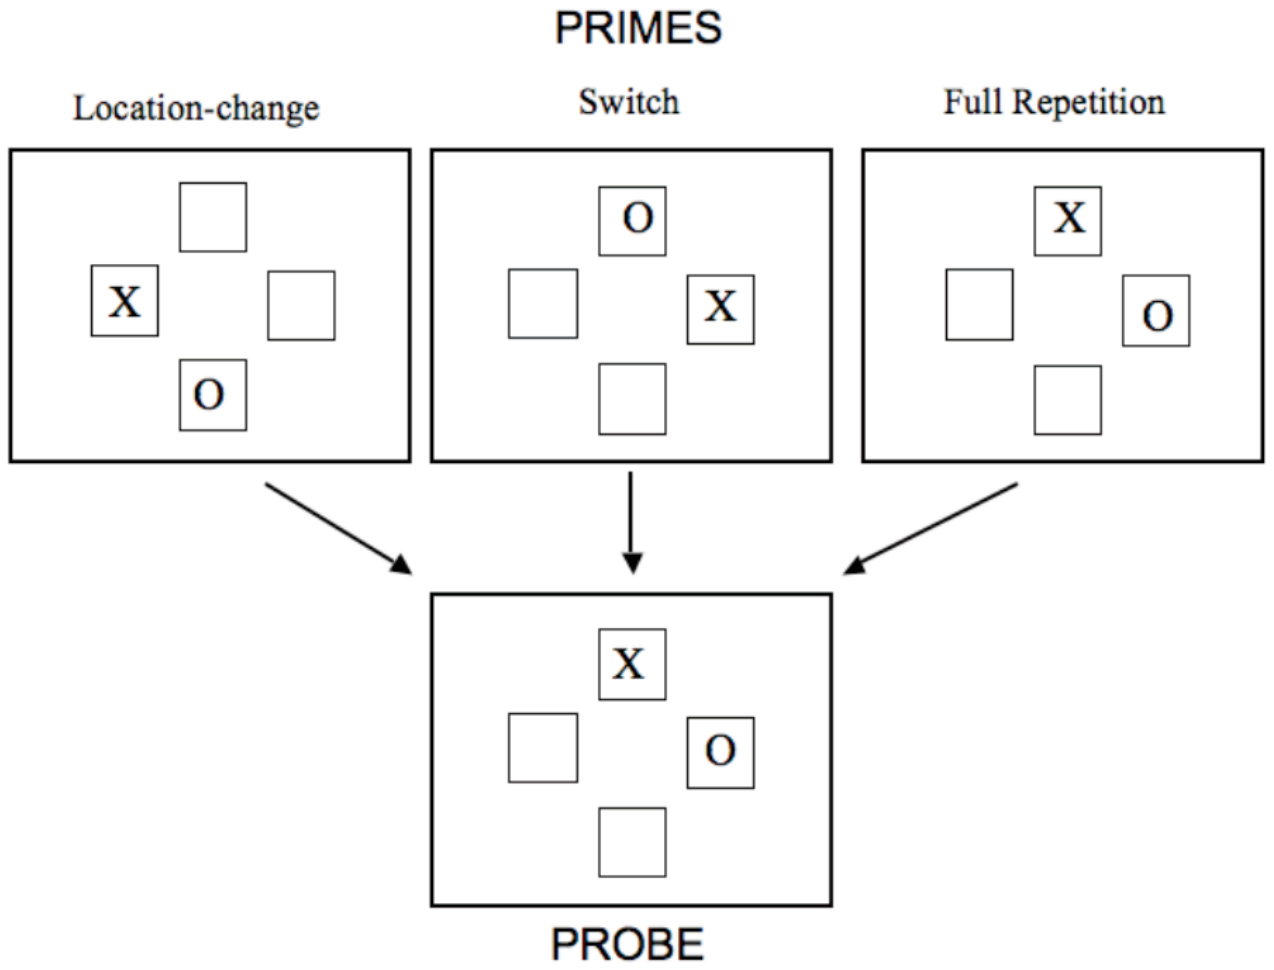 PRIMES
Location-change
Switch
Full Repetition
X
O
O
X
X
O
X
O
PROBE